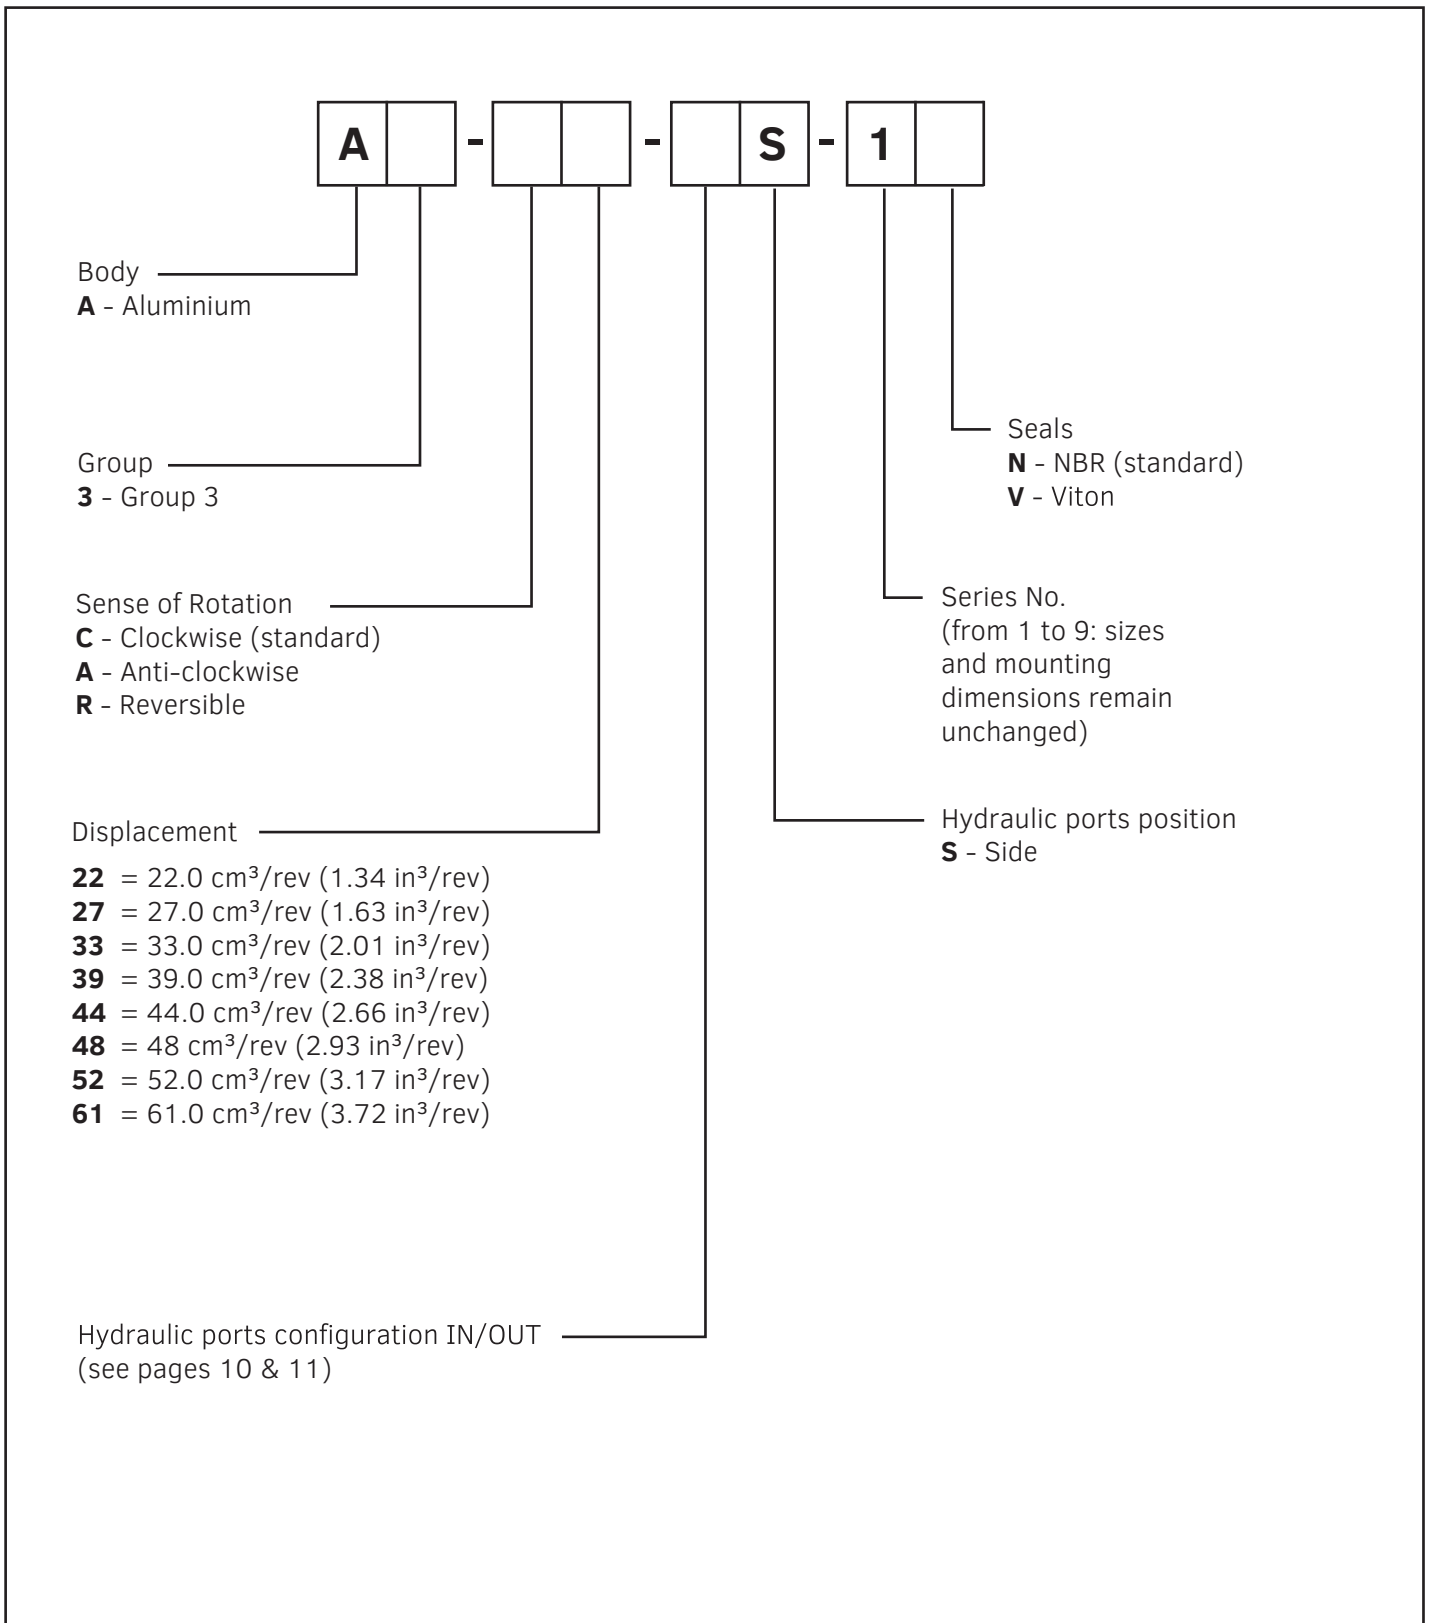 A - - S - 1
Body
A - Aluminium
Group
3 - Group 3
Sense of Rotation
C - Clockwise (standard)
A - Anti-clockwise
R - Reversible
Displacement
22 = 22.0 cm³/rev (1.34 in³/rev)
27 = 27.0 cm³/rev (1.63 in³/rev)
33 = 33.0 cm³/rev (2.01 in³/rev)
39 = 39.0 cm³/rev (2.38 in³/rev)
44 = 44.0 cm³/rev (2.66 in³/rev)
48 = 48 cm³/rev (2.93 in³/rev)
52 = 52.0 cm³/rev (3.17 in³/rev)
61 = 61.0 cm³/rev (3.72 in³/rev)
Hydraulic ports configuration IN/OUT
(see pages 10 & 11)
Seals
N - NBR (standard)
V - Viton
Series No.
(from 1 to 9: sizes
and mounting
dimensions remain
unchanged)
Hydraulic ports position
S - Side